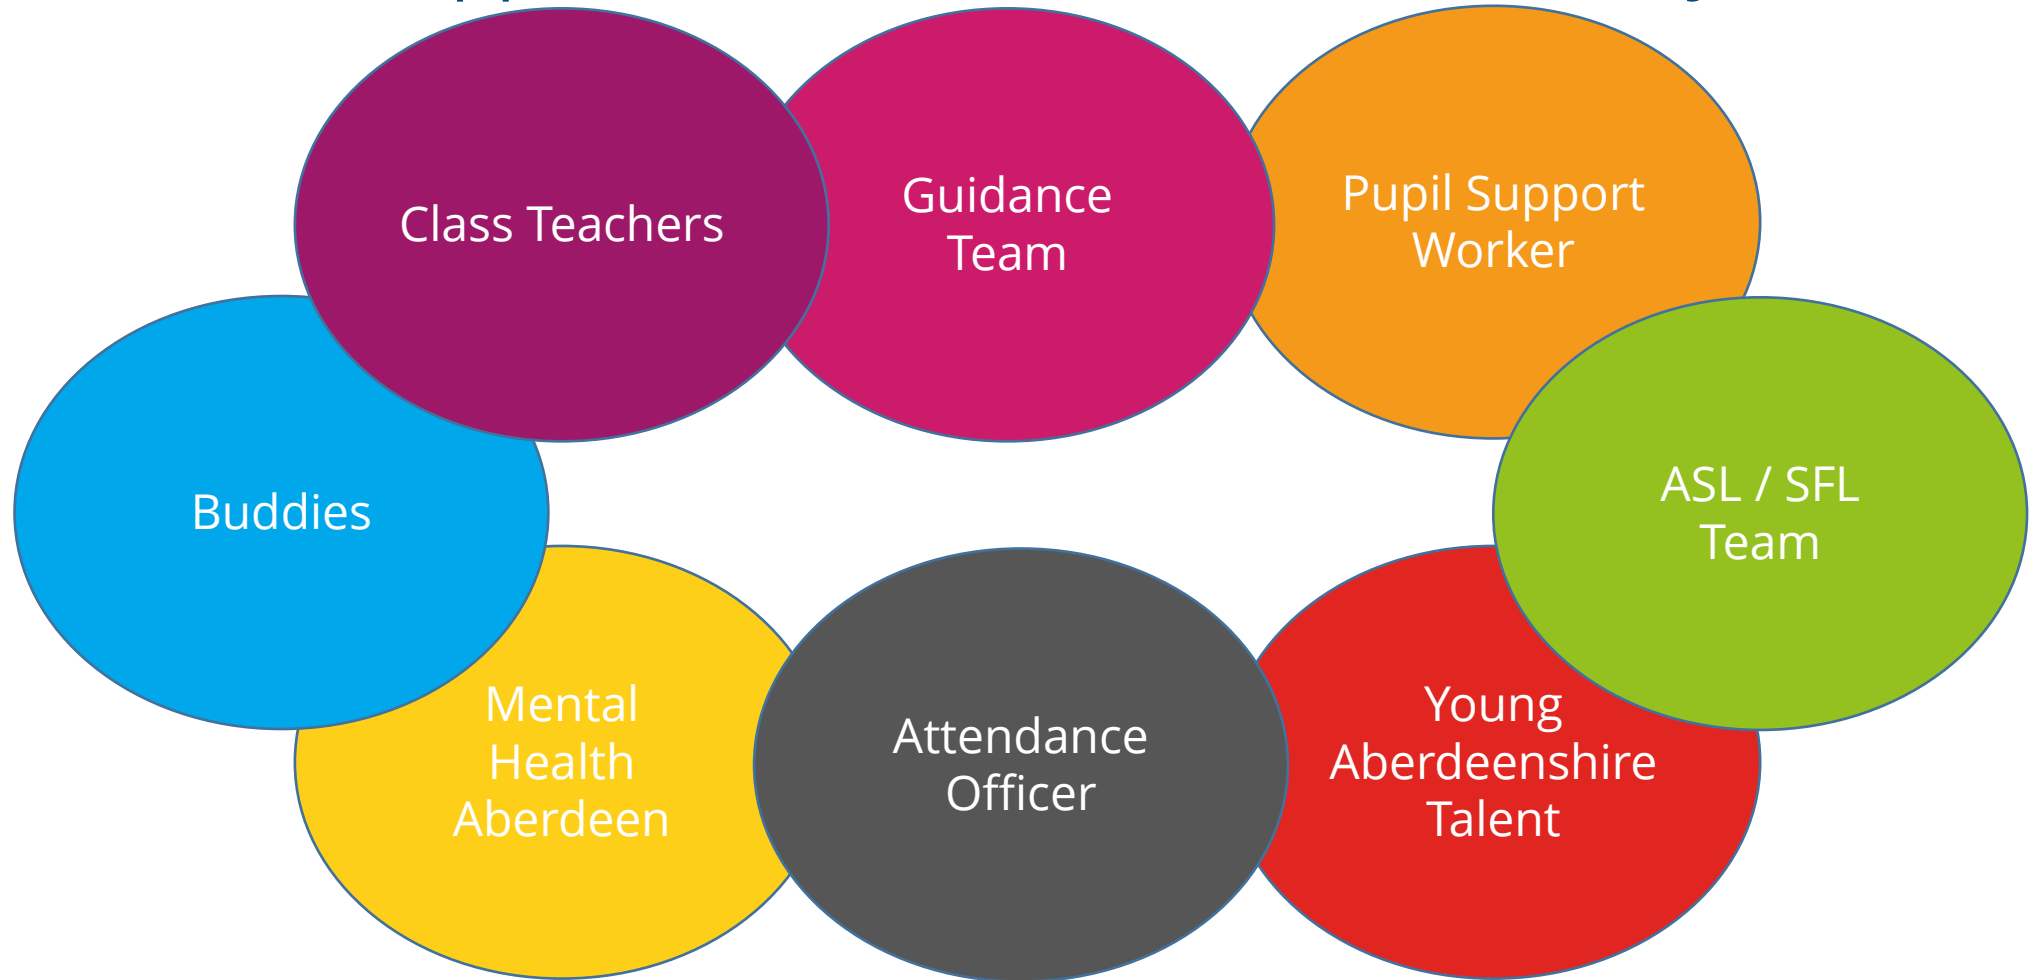 Class Teachers
Guidance
Team
Pupil Support
Worker
Buddies
ASL / SFL
Team
Mental
Health
Aberdeen
Attendance
Officer
Young
Aberdeenshire
Talent